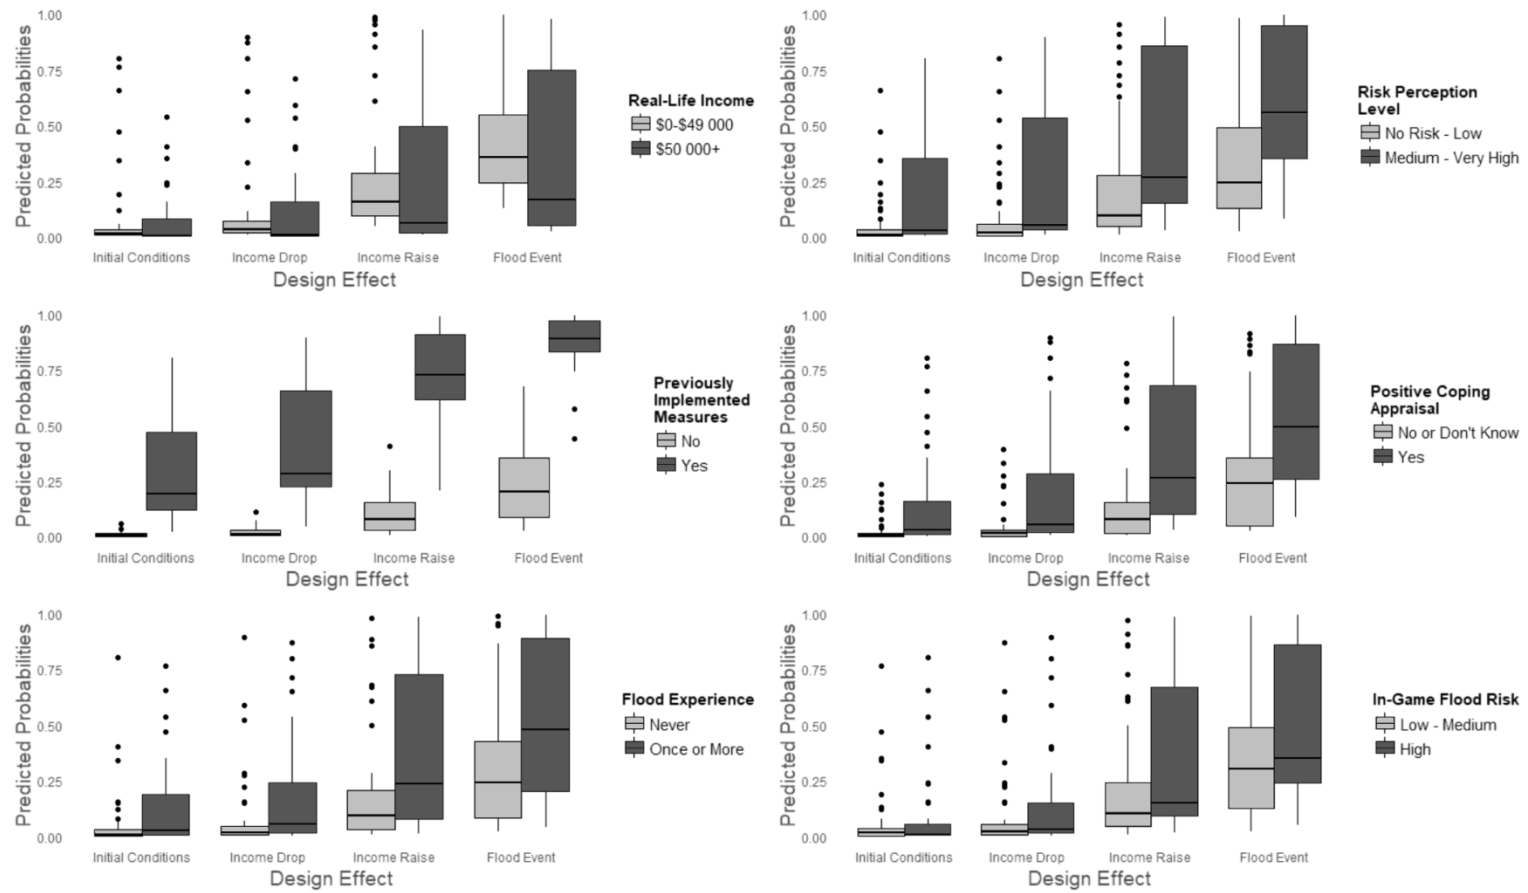 Predicted Probabilities
1.00
0.75
0.50
0.25
0.00
Initial Conditions
Income Drop
Income Raise
Flood Event
Design Effect
Real-Life Income
$0-$49 000
$50 000+
Predicted Probabilities
1.00
0.75
0.50
0.25
0.00
Initial Conditions
Income Drop
Income Raise
Flood Event
Design Effect
Risk Perception
Level
No Risk - Low
Medium - Very High
Predicted Probabilities
1.00
0.75
0.50
0.25
0.00
Initial Conditions
Income Drop
Income Raise
Flood Event
Design Effect
Previously
Implemented
Measures
No
Yes
Predicted Probabilities
1.00
0.75
0.50
0.25
0.00
Initial Conditions
Income Drop
Income Raise
Flood Event
Design Effect
Positive Coping
Appraisal
No or Don't Know
Yes
Predicted Probabilities
1.00
0.75
0.50
0.25
0.00
Initial Conditions
Income Drop
Income Raise
Flood Event
Design Effect
Flood Experience
Never
Once or More
Predicted Probabilities
1.00
0.75
0.50
0.25
0.00
Initial Conditions
Income Drop
Income Raise
Flood Event
Design Effect
In-Game Flood Risk
Low - Medium
High